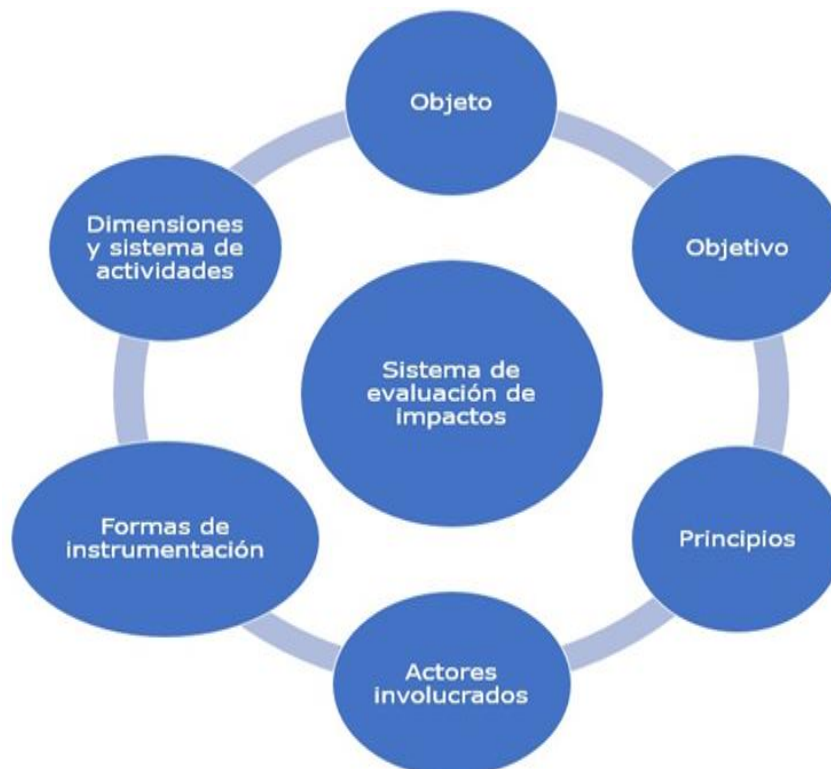 Objeto
Objetivo
Principios
Actores
involucrados
Formas de
instrumentación
Dimensiones
y sistema de
actividades
Sistema de
evaluación de
impactos